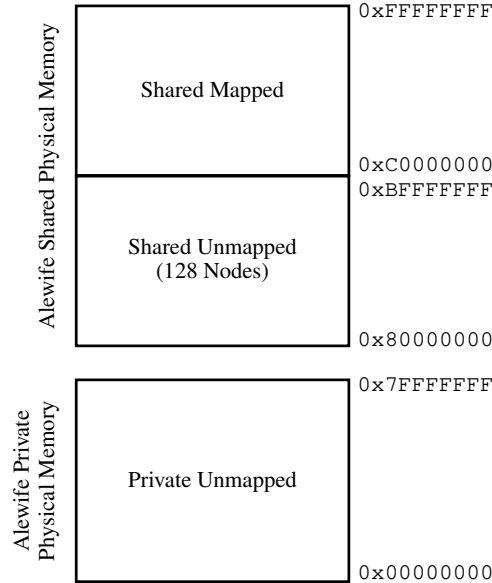 Alewife Shared Physical Memory
0xFFFFFFFF
Shared Mapped
0xC0000000
0xBFFFFFFF
Shared Unmapped
(128 Nodes)
0x80000000
Alewife Private
Physical Memory
0x7FFFFFFF
Private Unmapped
0x00000000